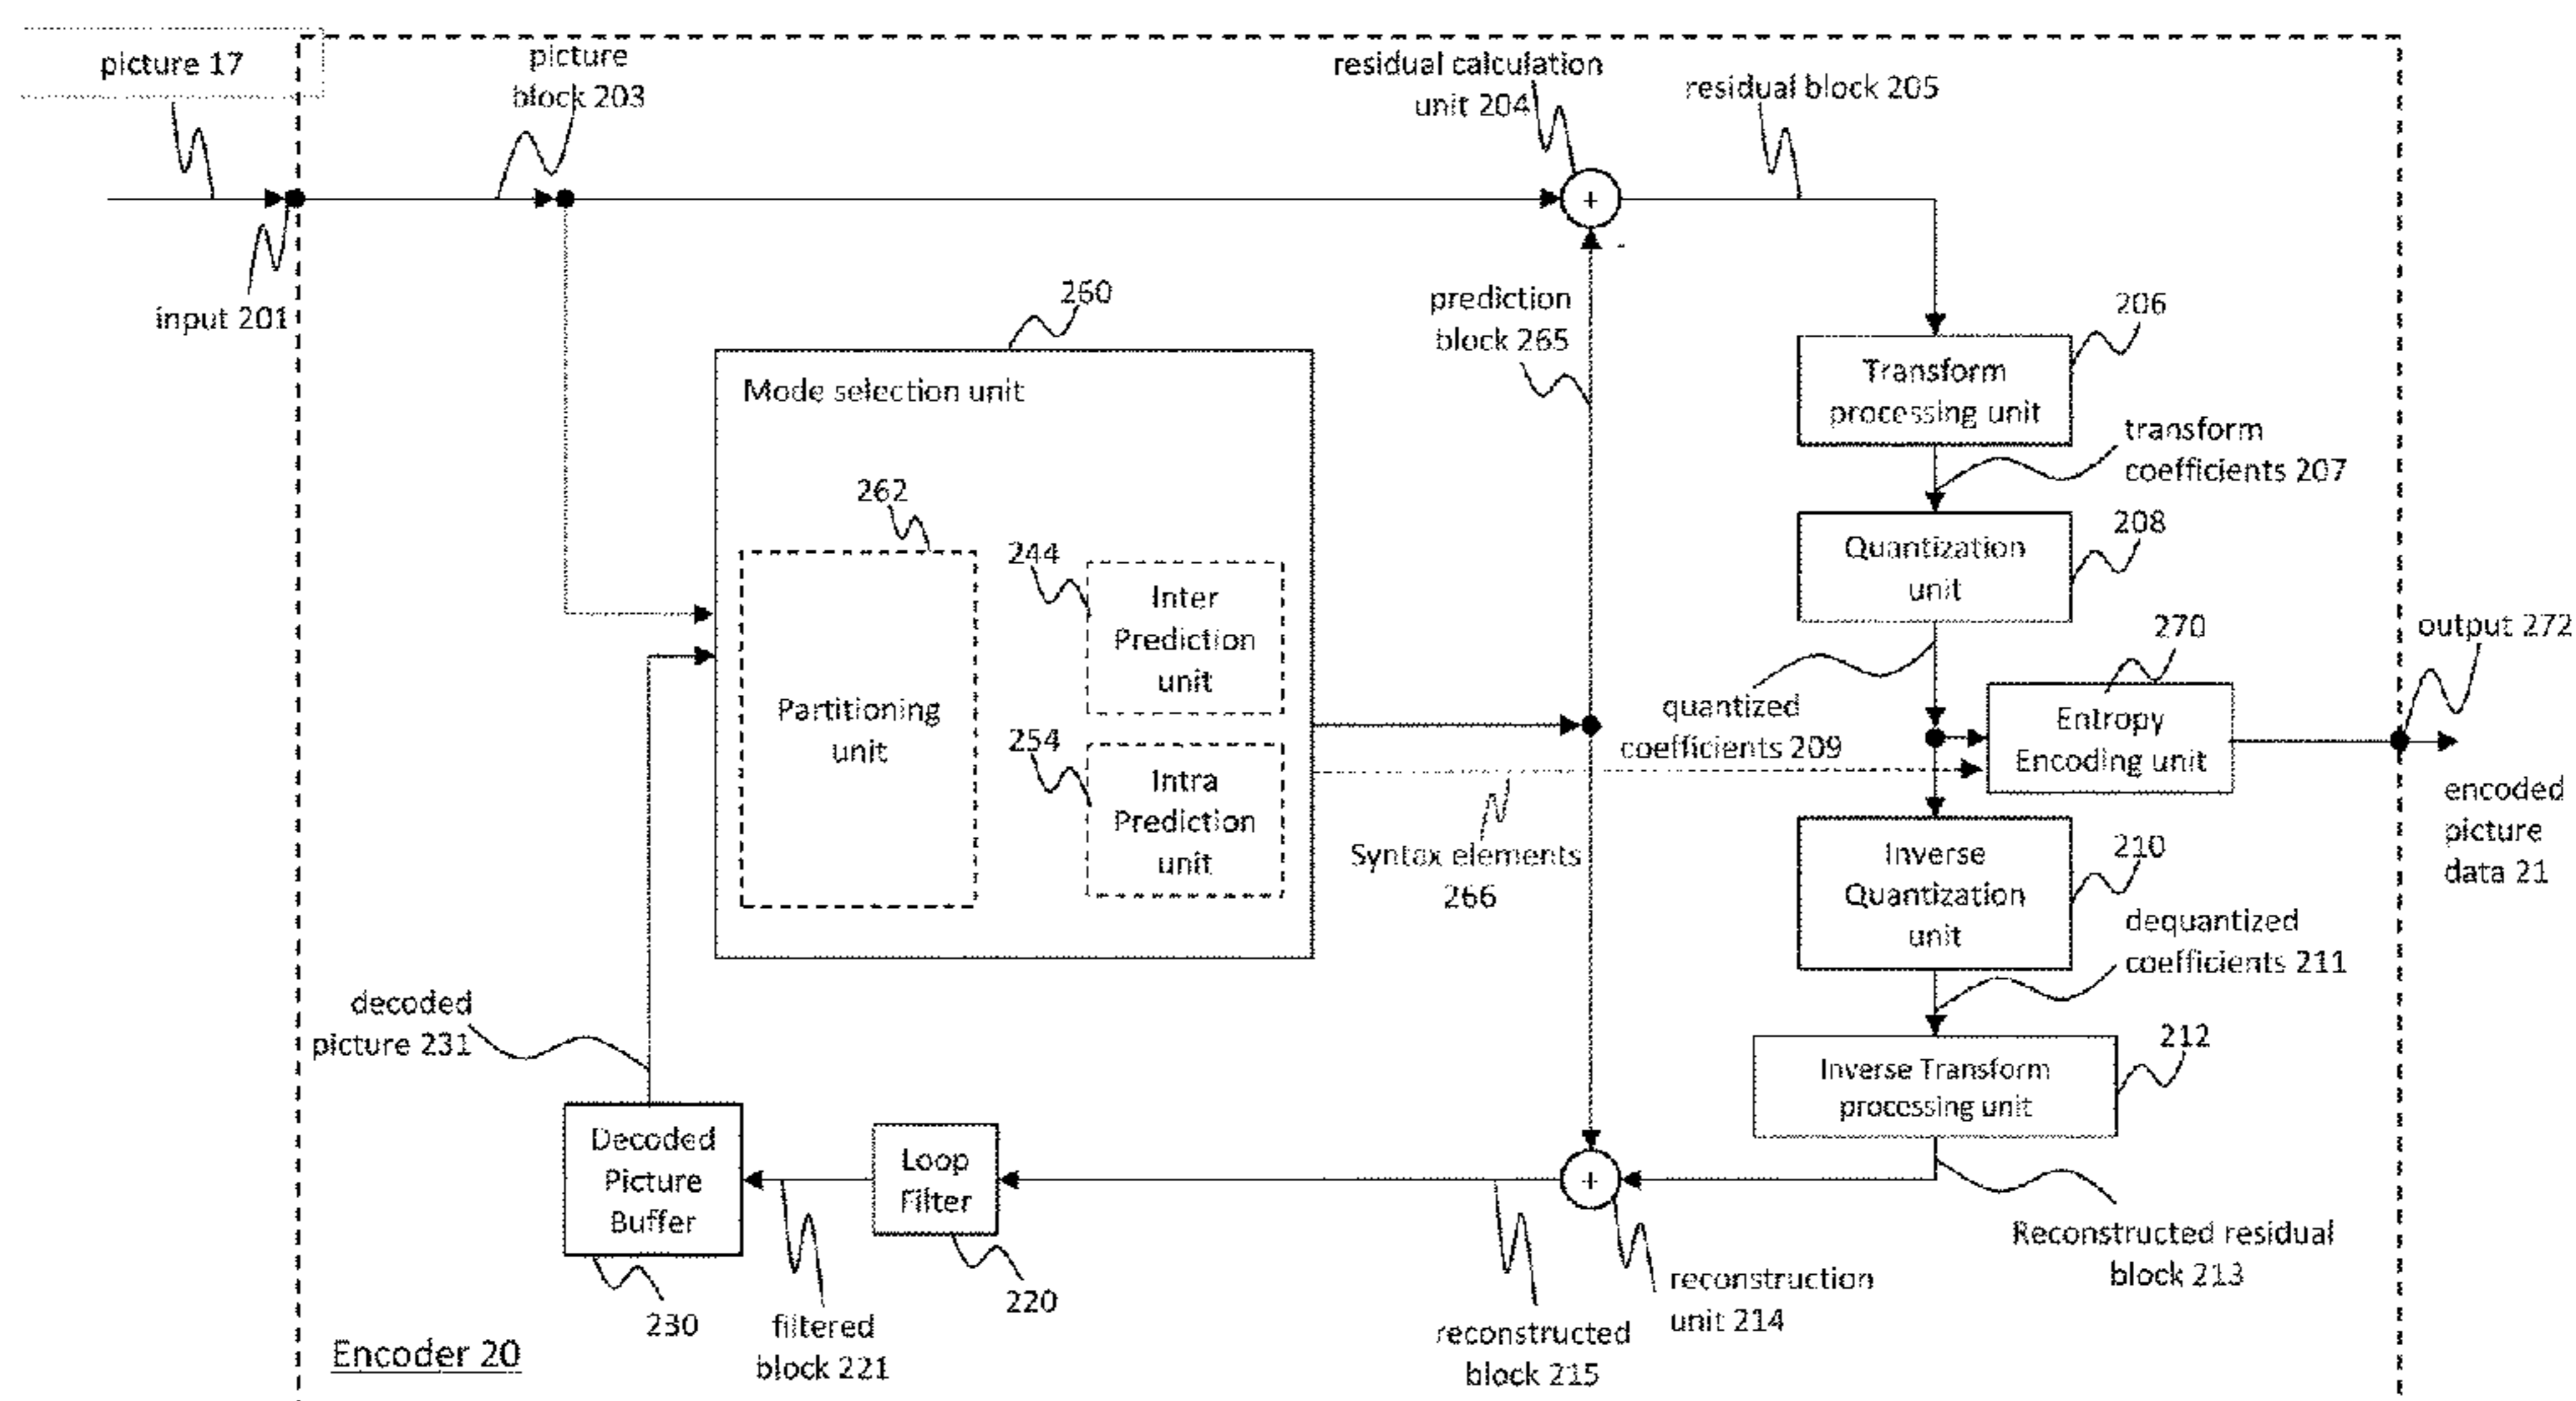 picture 17
picture
block 203
residual calculation
unit 204
residual block 205
+
-
input 201
260
prediction
block 265
206
Mode selection unit
Transform
processing unit
transform
coefficients 207
262
208
244
Quantization
unit
Inter
Prediction
unit
270
output 272
Partitioning
unit
quantized
coefficients 209
Entropy
Encoding unit
254
Intra
Prediction
unit
encoded
picture
data 21
Syntax elements
266
Inverse
Quantization
unit
210
dequantized
coefficients 211
decoded
picture 231
212
Inverse Transform
processing unit
Decoded
Picture
Buffer
Loop
Filter
+
Reconstructed residual
block 213
230
220
reconstruction
unit 214
filtered
block 221
reconstructed
block 215
Encoder 20